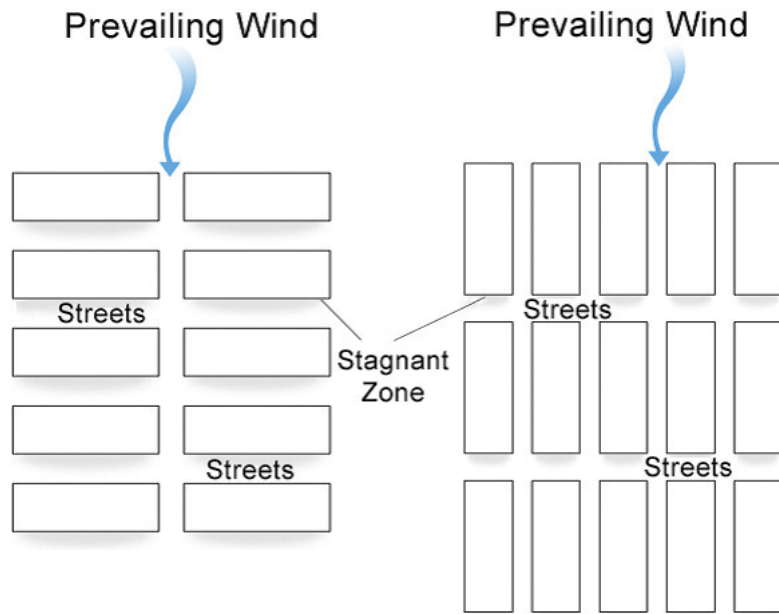 Prevailing Wind
Prevailing Wind
Streets
Streets
Stagnant
Zone
Streets
Streets